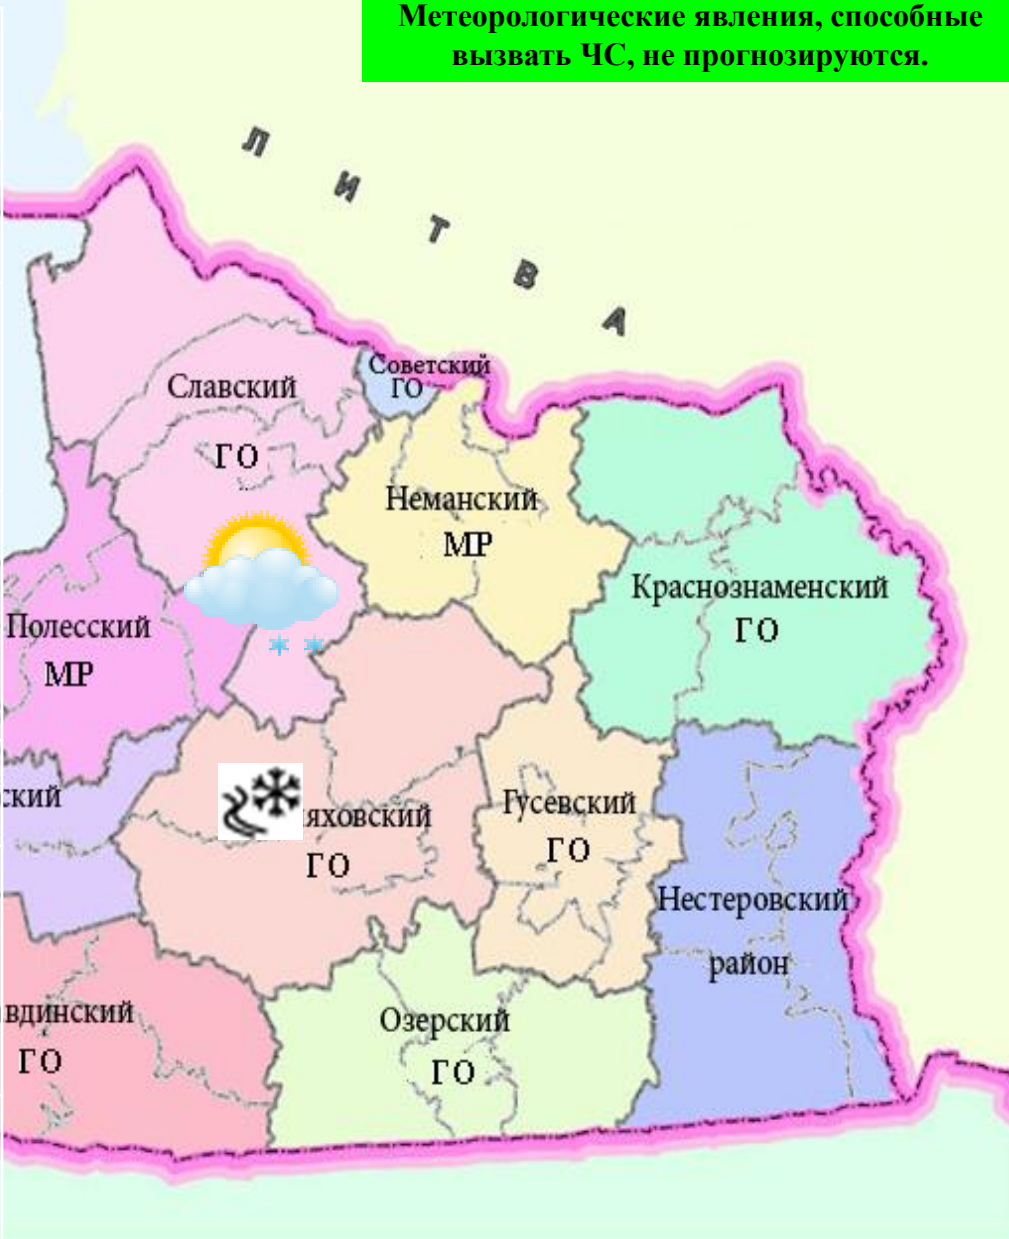 Метеорологические явления, способные
вызвать ЧС, не прогнозируются.
ЛИТВА
Советский
ГО
Славский
ГО
Неманский
МР
Краснознаменский
ГО
Полесский
МР
ский
яховский
ГО
Гусевский
ГО
Нестеровский
район
вдинский
ГО
Озерский
ГО